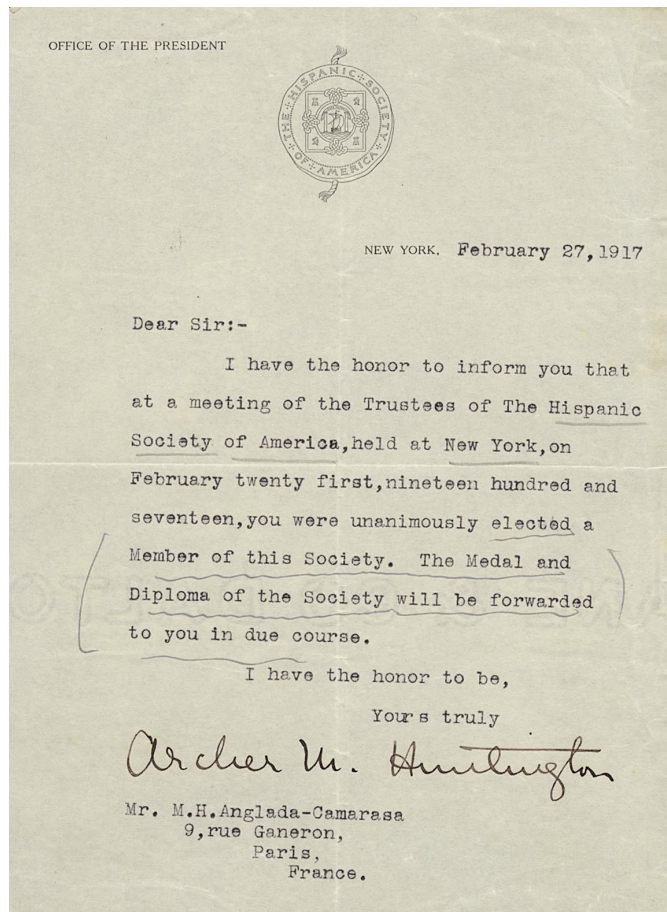 OFFICE OF THE PRESIDENT
THE HISPANIC SOCIETY
OF AMERICA
NEW YORK, February 27,1917
Dear Sir:-
I have the honor to inform you that
at a meeting of the Trustees of The Hispanic
Society of America,held at New York,on
February twenty first,nineteen hundred and
seventeen,you were unanimously elected a
Member of this Society. The Medal and
Diploma of the Society will be forwarded
to you in due course.
I have the honor to be,
Yours truly
Archer M. Huntington
Mr. M.H.Anglada-Camarasa
9,rue Ganeron,
Paris,
France.